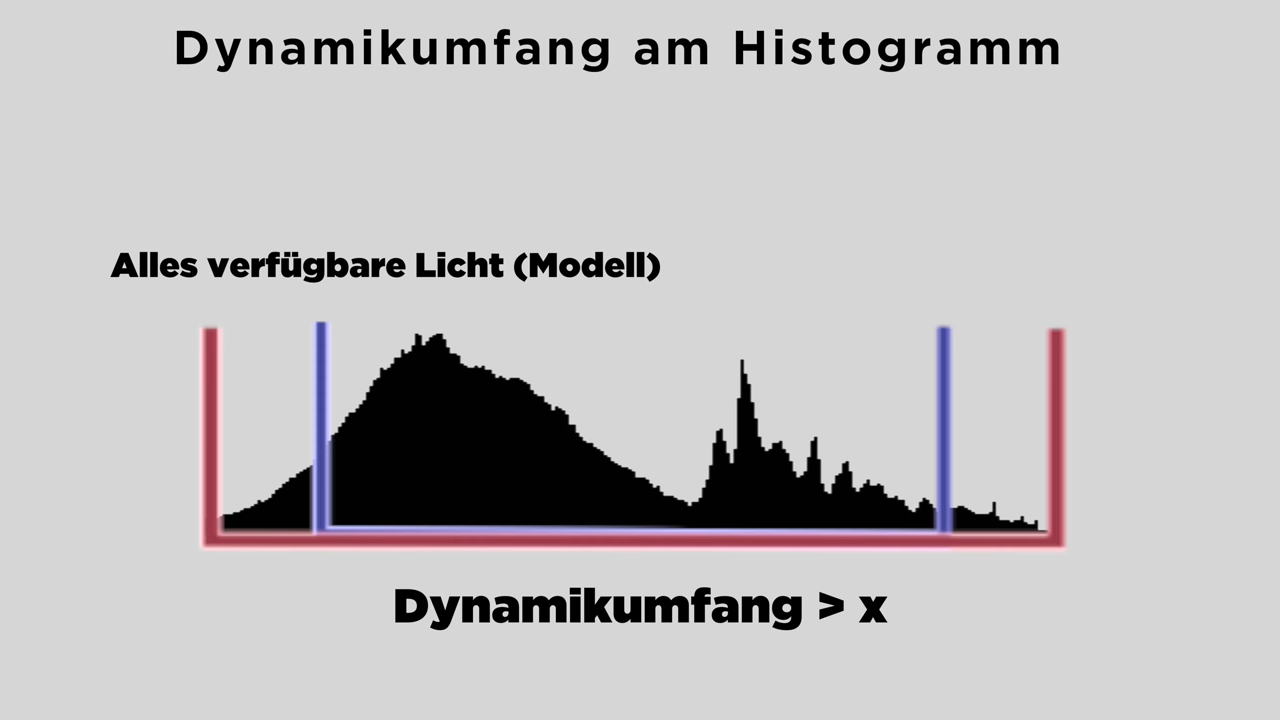 Dynamikumfang am Histogramm
Alles verfügbare Licht (Modell)
Dynamikumfang > x